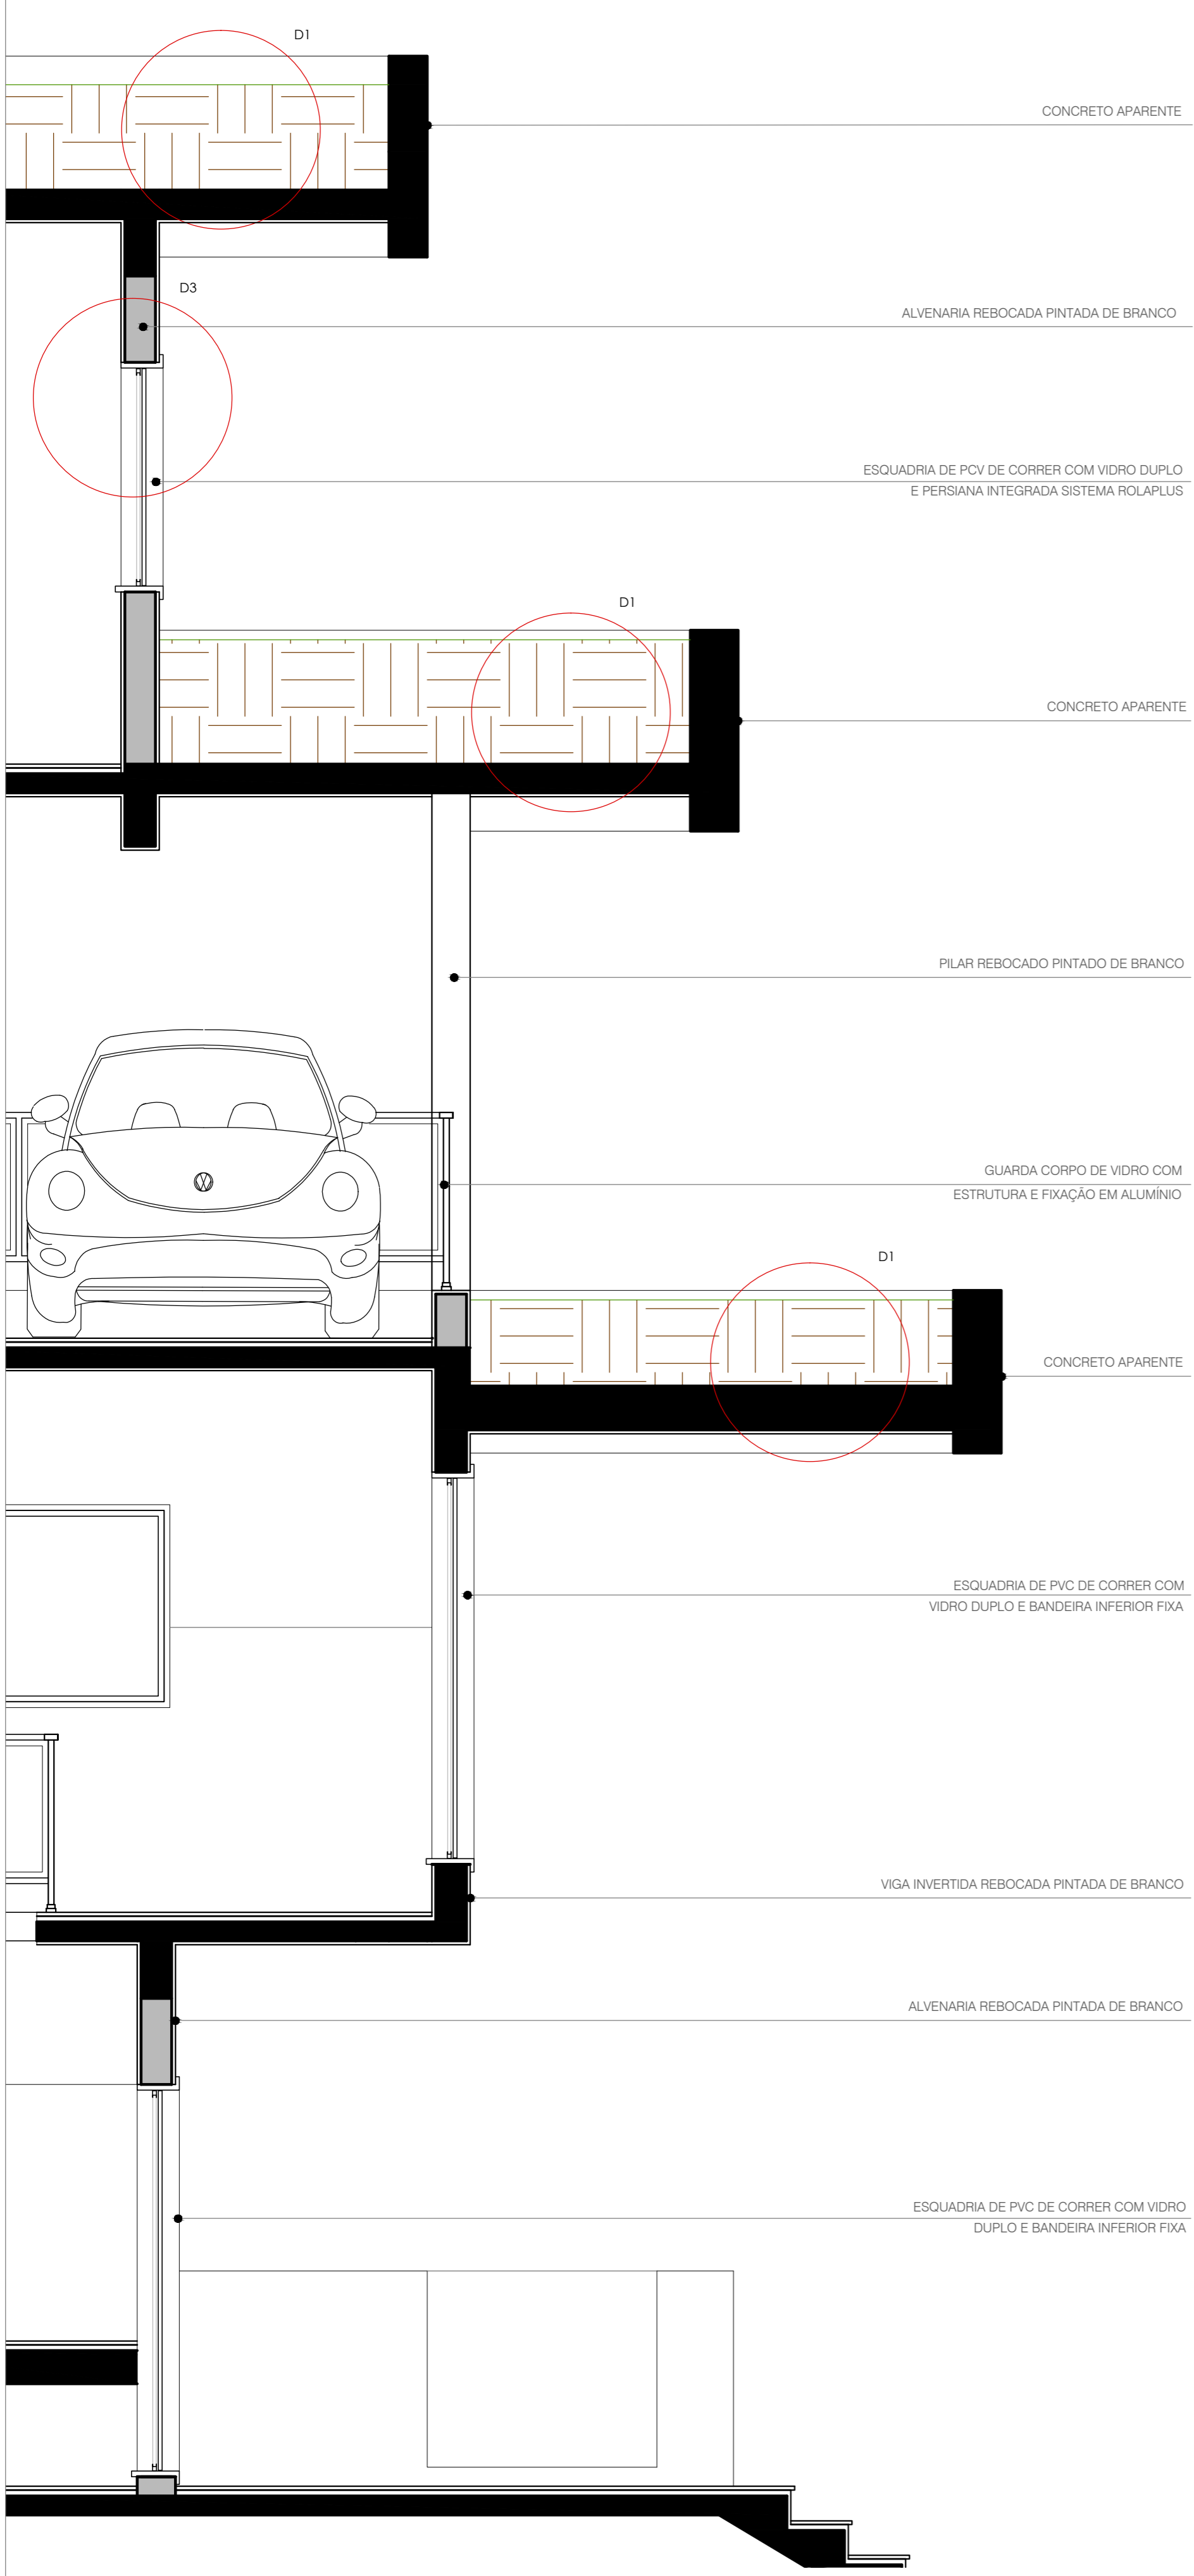 D1
CONCRETO APARENTE
D3
ALVENARIA REBOCADA PINTADA DE BRANCO
ESQUADRIA DE PCV DE CORRER COM VIDRO DUPLO
E PERSIANA INTEGRADA SISTEMA ROLAPLUS
D1
CONCRETO APARENTE
PILAR REBOCADO PINTADO DE BRANCO
GUARDA CORPO DE VIDRO COM
ESTRUTURA E FIXAÇÃO EM ALUMÍNIO
D1
CONCRETO APARENTE
ESQUADRIA DE PVC DE CORRER COM
VIDRO DUPLO E BANDEIRA INFERIOR FIXA
VIGA INVERTIDA REBOCADA PINTADA DE BRANCO
ALVENARIA REBOCADA PINTADA DE BRANCO
ESQUADRIA DE PVC DE CORRER COM VIDRO
DUPLO E BANDEIRA INFERIOR FIXA